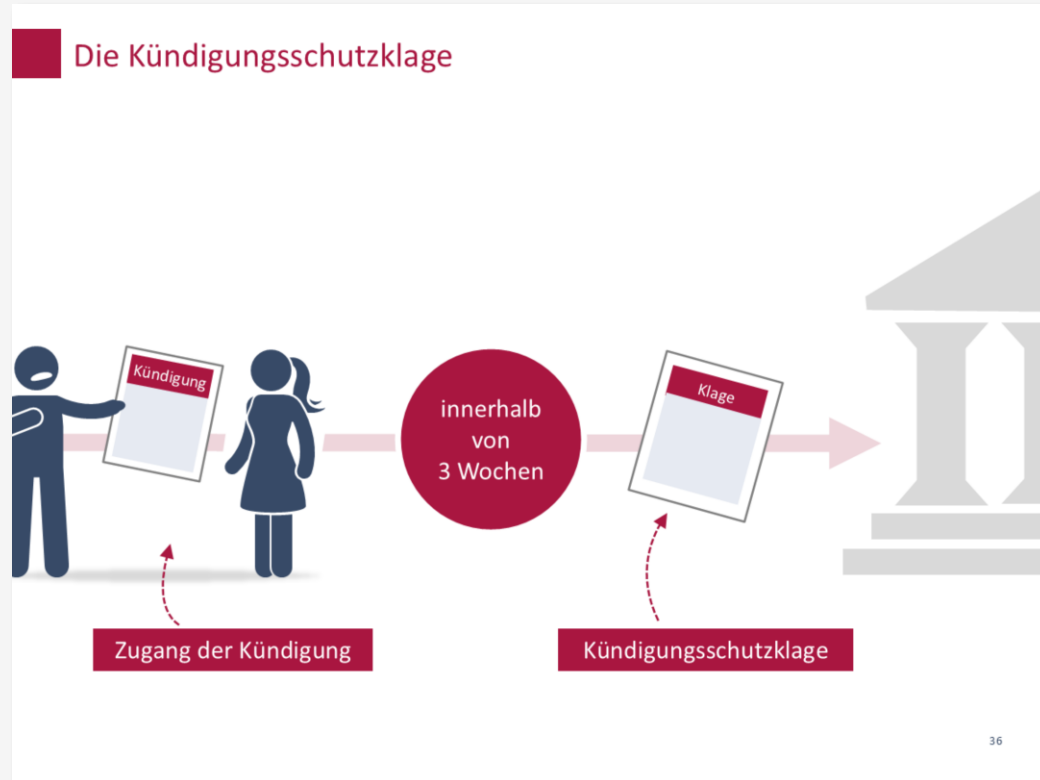 Die Kündigungsschutzklage
Kündigung
innerhalb
von
3 Wochen
Klage
Zugang der Kündigung
Kündigungsschutzklage
36